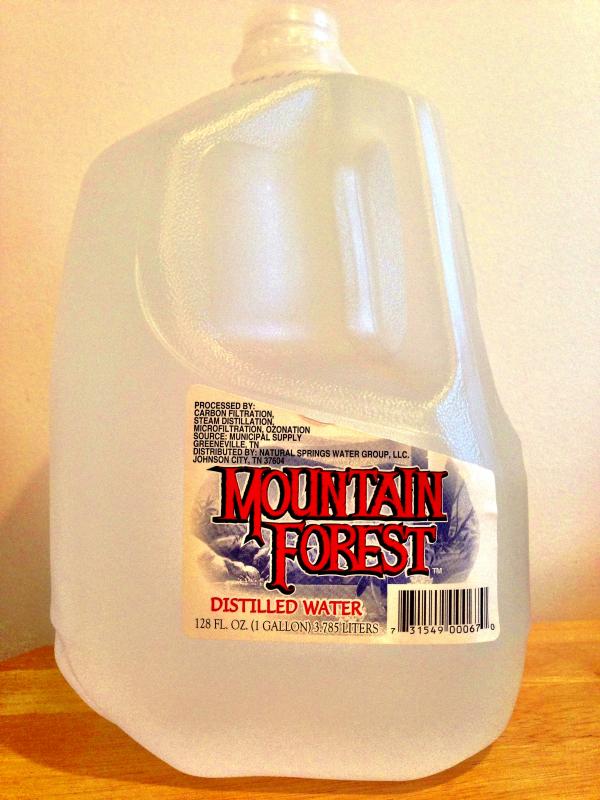 PROCESSED BY:
CARBON FILTRATION,
STEAM DISTILLATION,
MICROFILTRATION, OZONATION
SOURCE: MUNICIPAL SUPPLY
GREENEVILLE, TN
DISTRIBUTED BY: NATURAL SPRINGS WATER GROUP, LLC.
JOHNSON CITY, TN 37604
MOUNTAIN
FOREST™
DISTILLED WATER
128 FL. OZ. (1 GALLON) 3.785 LITERS
7 31549 00067 0